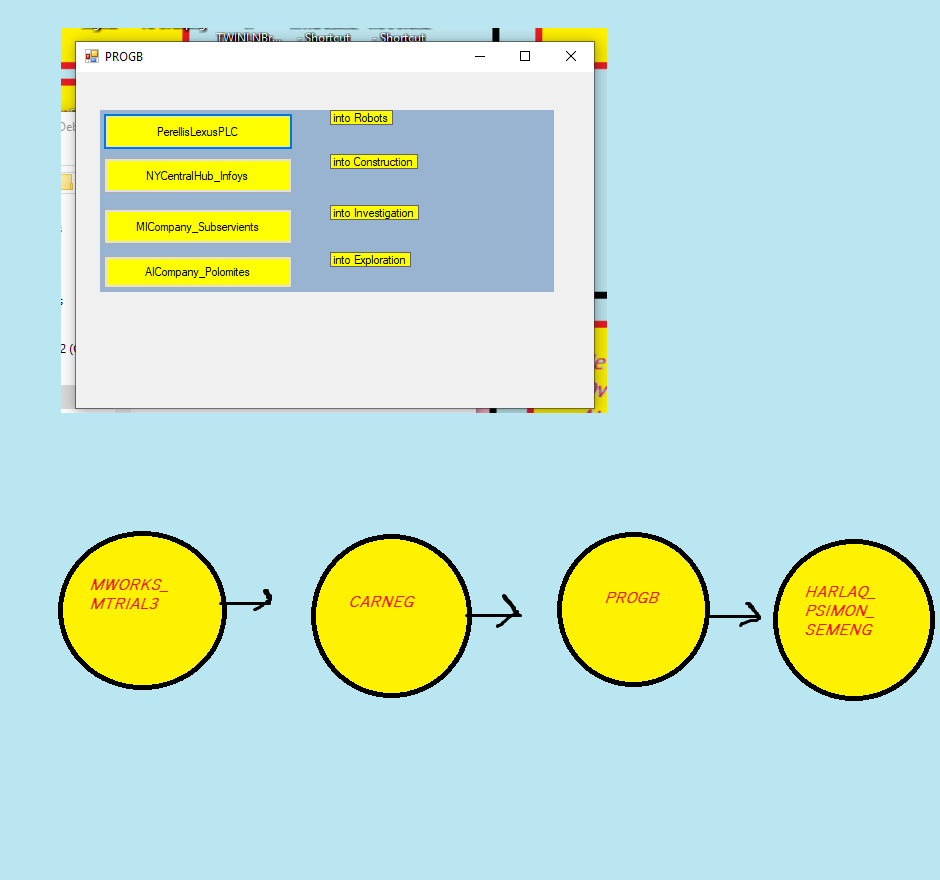 TWINLNBr...
- Shortcut
- Shortcut
PROGB
PerellisLexusPLC
into Robots
NYCentralHub_Infoys
into Construction
MICompany_Subservients
into Investigation
AICompany_Polomites
into Exploration
2 (
MWORKS_
MTRIAL3
CARNEG
PROGB
HARLAQ_
PSIMON_
SEMENG